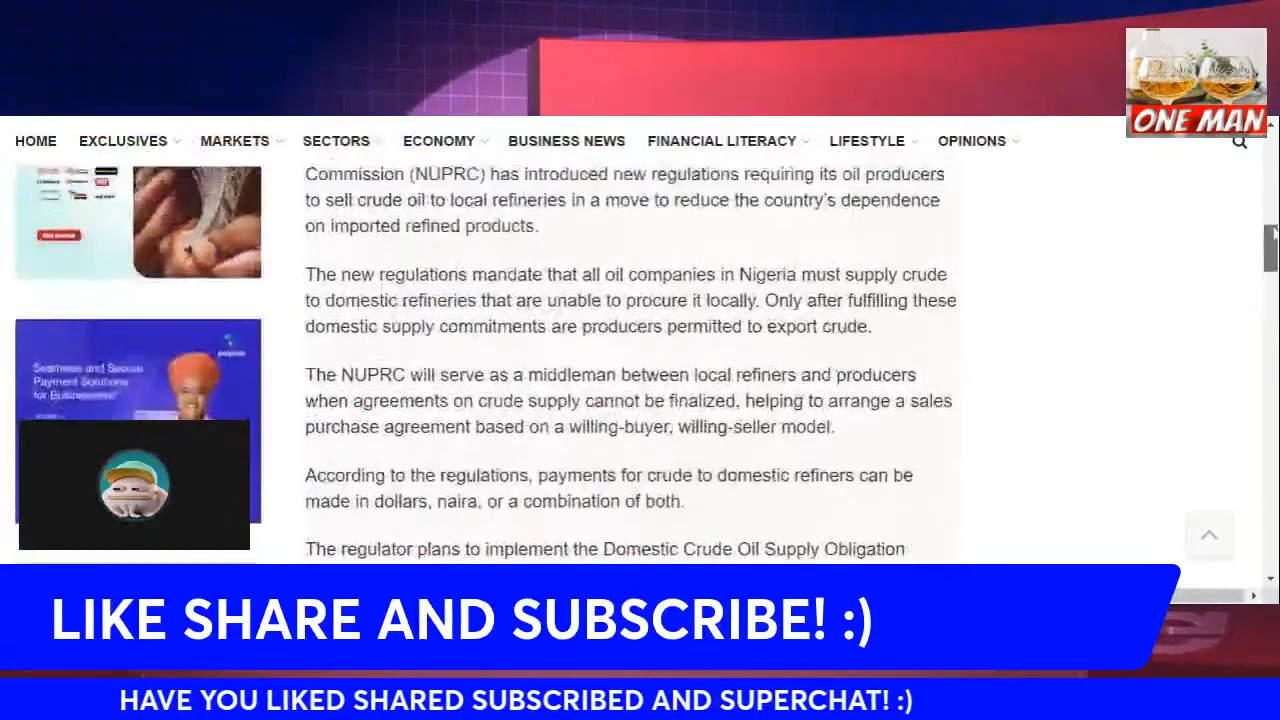 ONE MAN
HOME EXCLUSIVES MARKETS SECTORS ECONOMY BUSINESS NEWS FINANCIAL LITERACY LIFESTYLE OPINIONS
Commission (NUPRC) has introduced new regulations requiring its oil producers
to sell crude oil to local refineries in a move to reduce the country's dependence
on imported refined products.
The new regulations mandate that all oil companies in Nigeria must supply crude
to domestic refineries that are unable to procure it locally. Only after fulfilling these
domestic supply commitments are producers permitted to export crude.
The NUPRC will serve as a middleman between local refiners and producers
when agreements on crude supply cannot be finalized, helping to arrange a sales
purchase agreement based on a willing-buyer, willing-seller model.
According to the regulations, payments for crude to domestic refiners can be
made in dollars, naira, or a combination of both.
The regulator plans to implement the Domestic Crude Oil Supply Obligation
Seamless and Secure
Payment Solutions
for Businesses!
LIKE SHARE AND SUBSCRIBE! :)
HAVE YOU LIKED SHARED SUBSCRIBED AND SUPERCHAT! :)